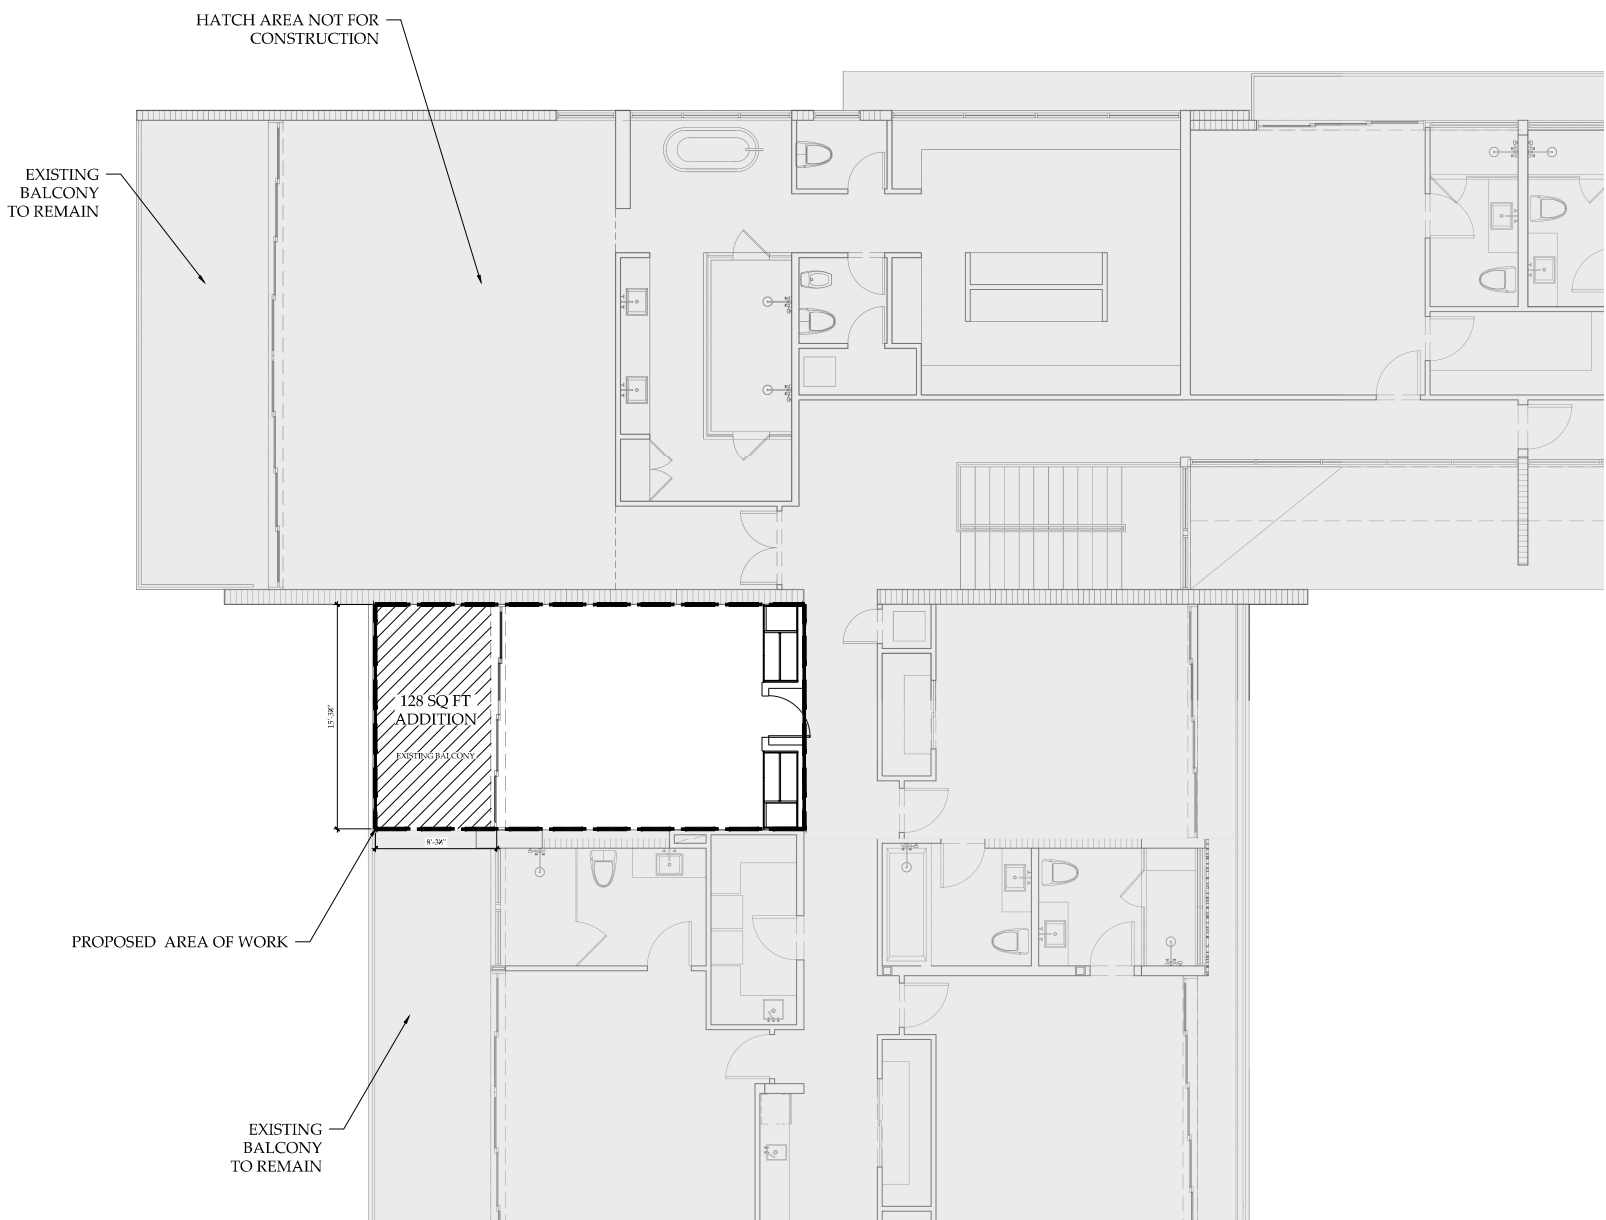 HATCH AREA NOT FOR
CONSTRUCTION
EXISTING
BALCONY
TO REMAIN
128 SQ FT
ADDITION
EXISTING BALCONY
PROPOSED AREA OF WORK
EXISTING
BALCONY
TO REMAIN